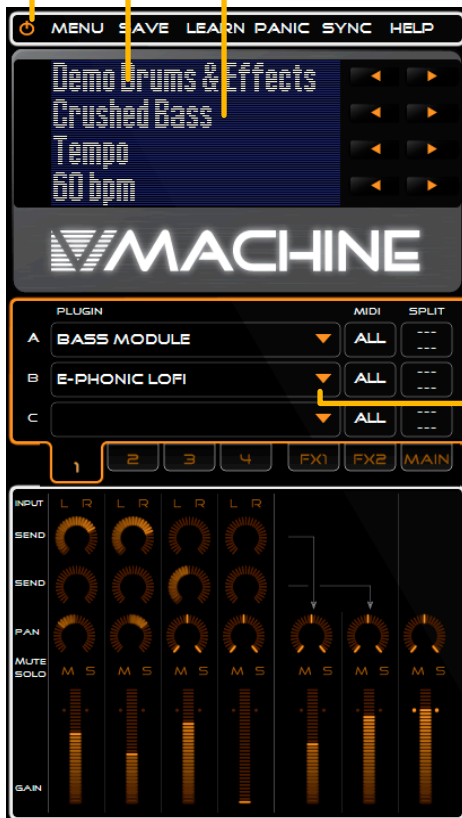 MENU SAVE LEARN PANIC SYNC HELP
Demo Drums & Effects
Crushed Bass
Tempo
60 bpm
VMACHINE
PLUGIN MIDI SPLIT
A BASS MODULE ALL --- ---
B E-PHONIC LOFI ALL --- ---
C ALL --- ---
1 2 3 4 FX1 FX2 MAIN
INPUT L R L R L R L R
SEND
SEND
PAN
MUTE
SOLO M S M S M S M S M S M S M S
GAIN